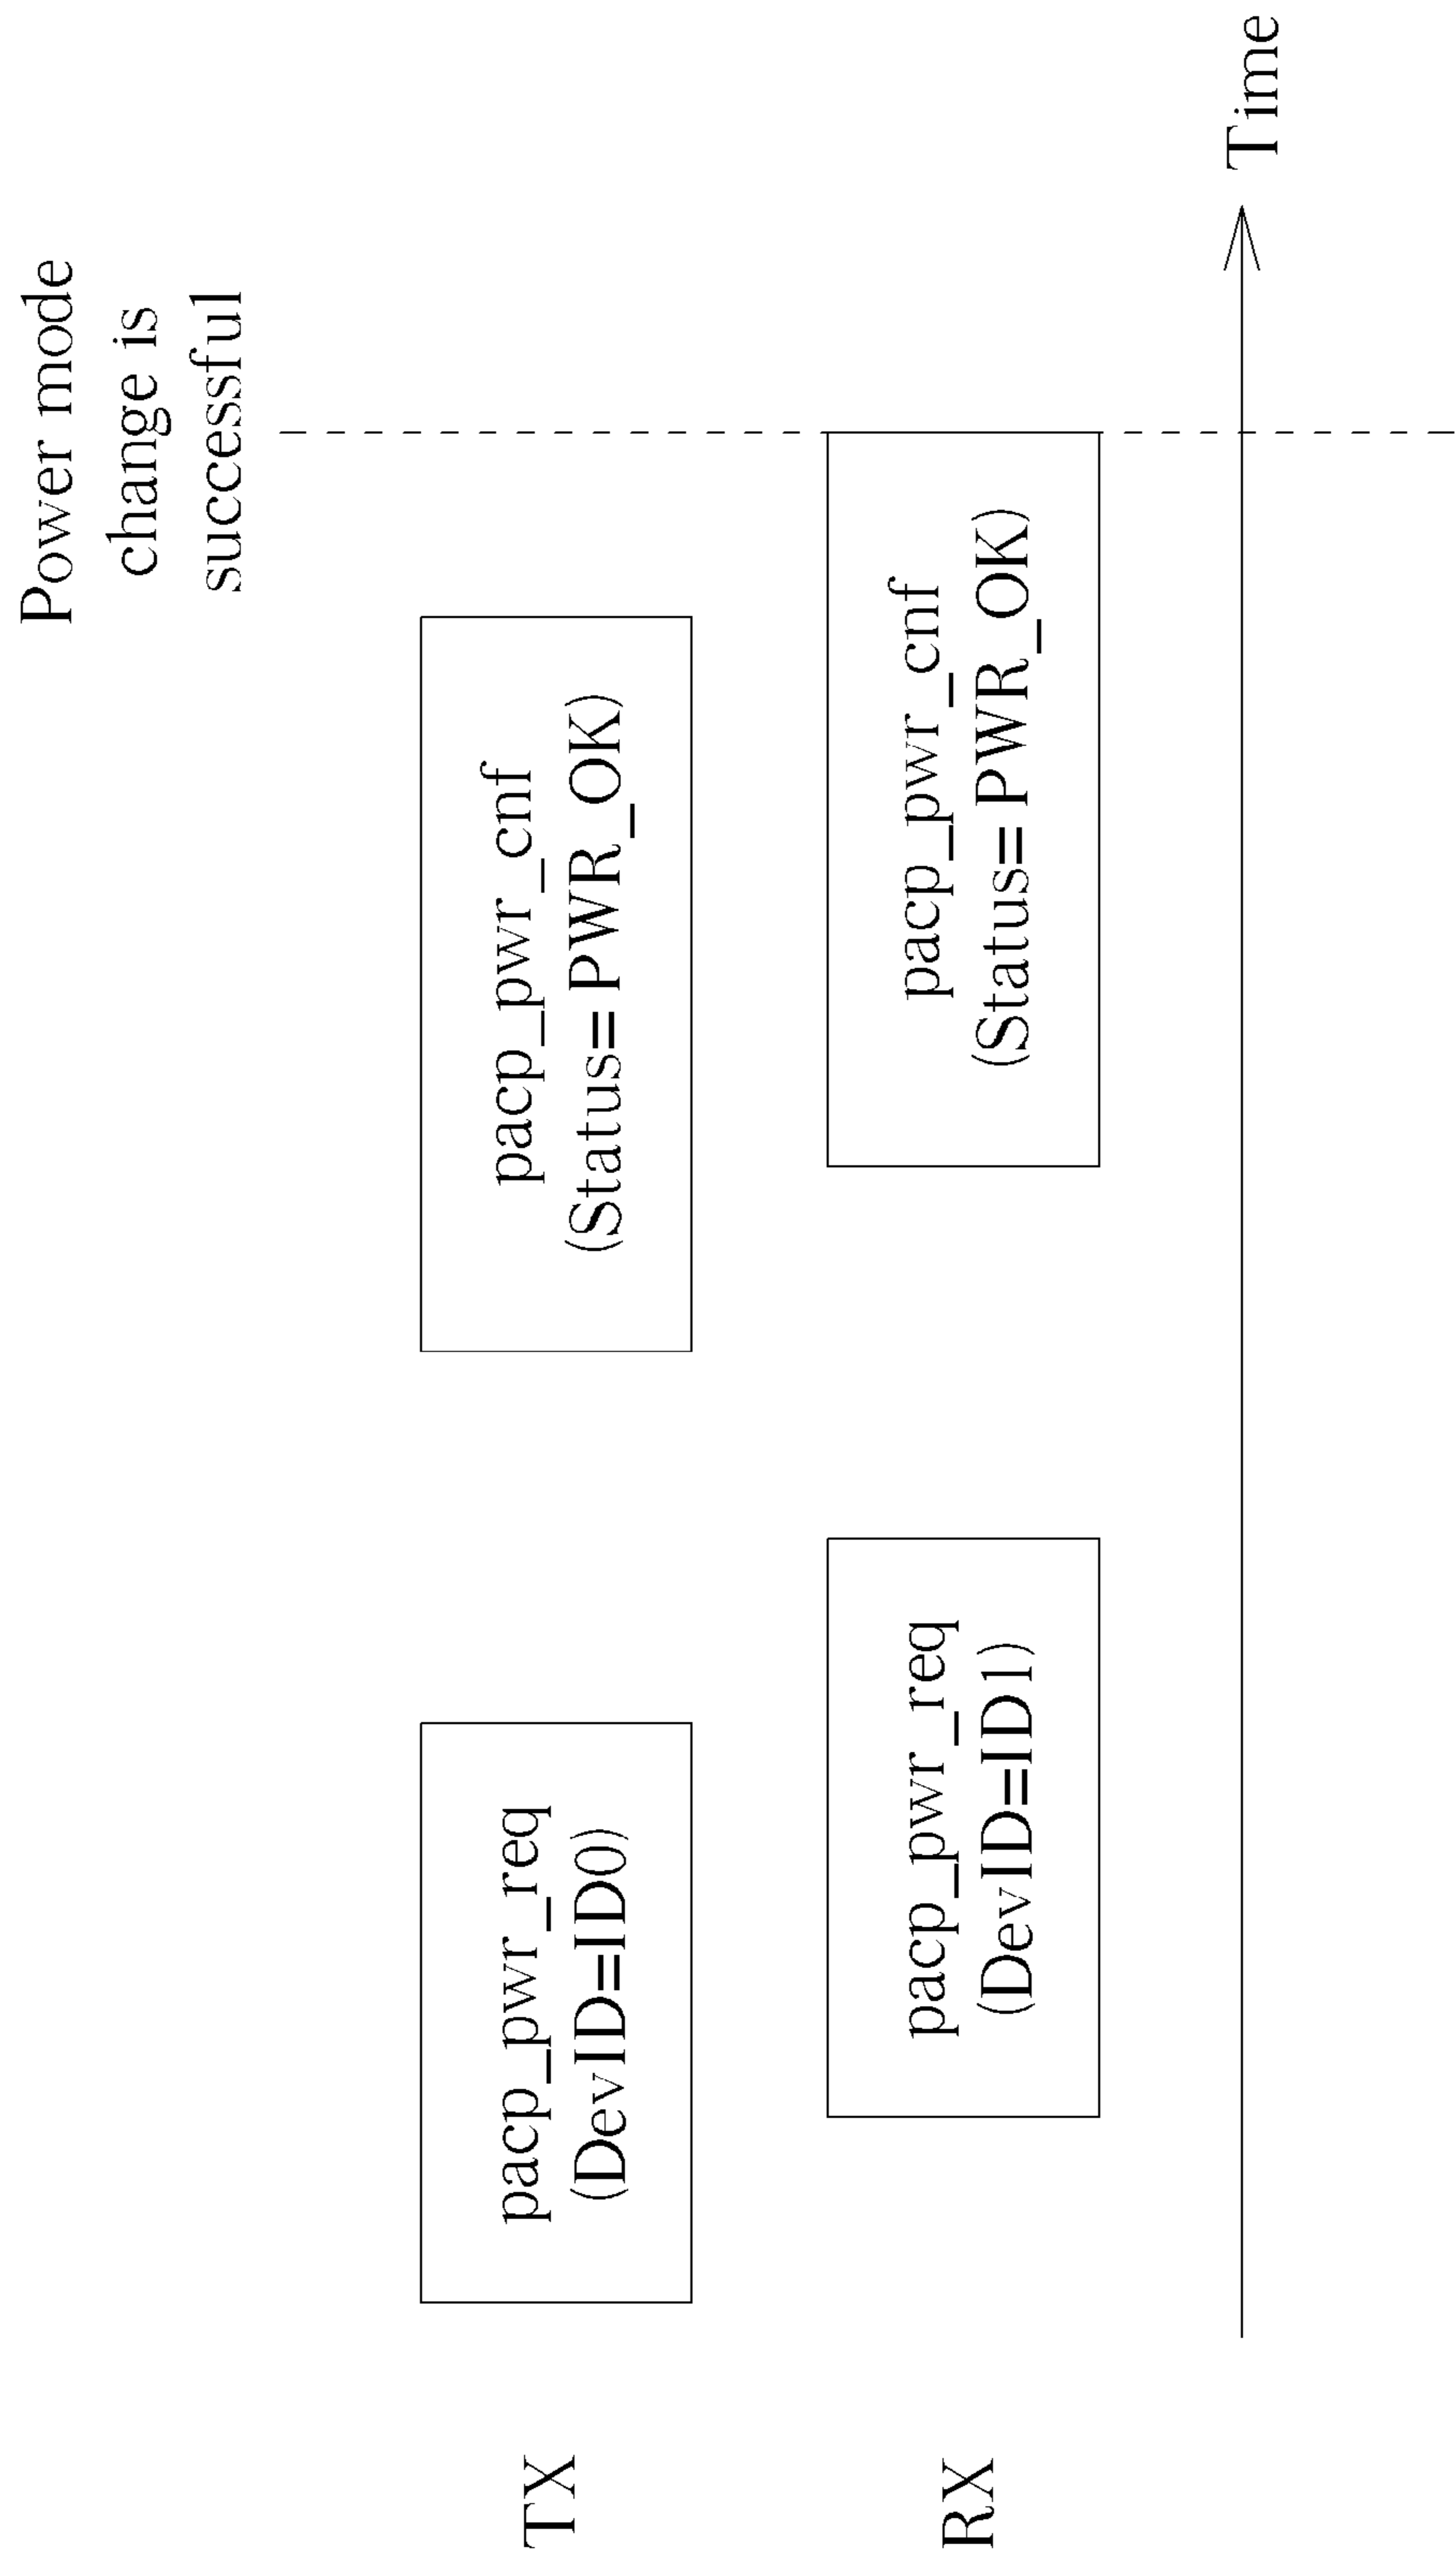 Power mode
change is
successful
TX
pacp_pwr_req
(DevID=ID0)
pacp_pwr_cnf
(Status=PWR_OK)
RX
pacp_pwr_req
(DevID=ID1)
pacp_pwr_cnf
(Status=PWR_OK)
Time